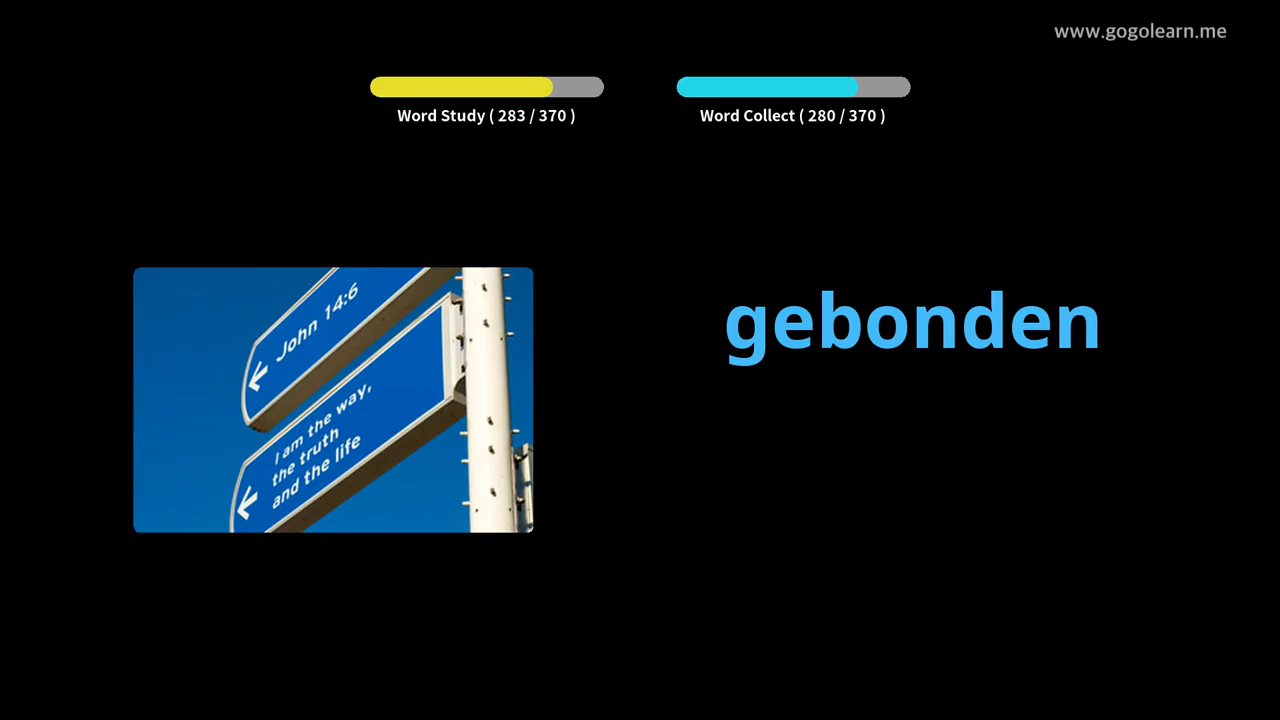 www.gogolearn.me
Word Study ( 283 / 370 )
Word Collect ( 280 / 370 )
John 14:6
I am the way,
the truth
and the life
gebonden